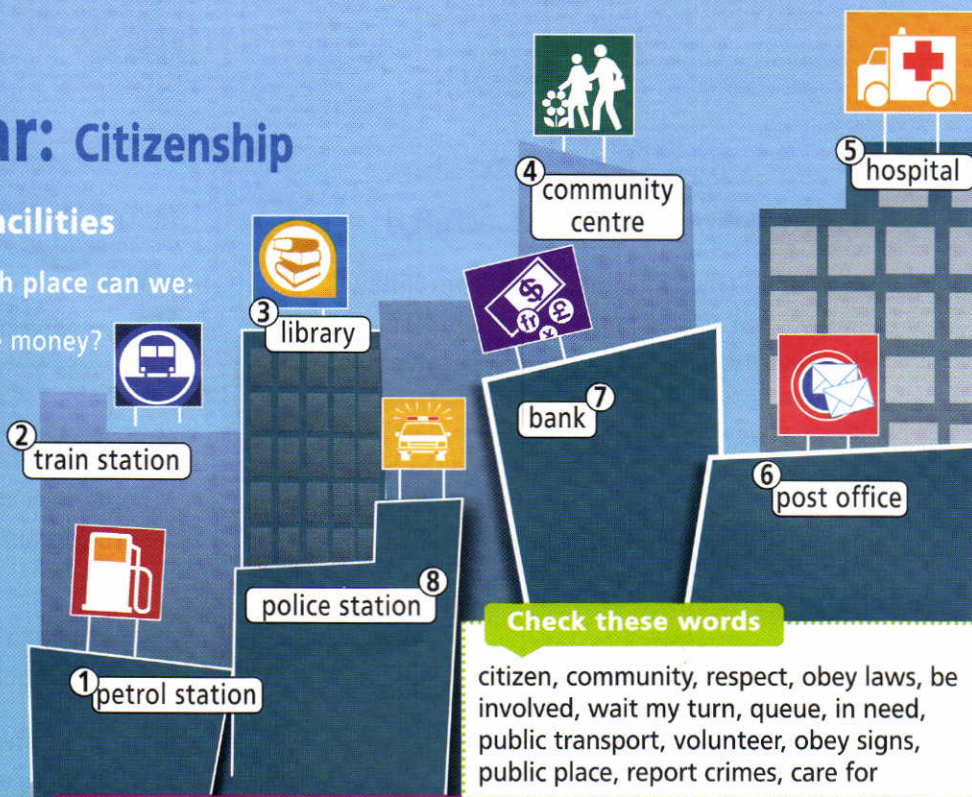 Citizenship
place can we:
money?
4
community
centre
5
hospital
3
library
2
train station
7
bank
6
post office
8
police station
1
petrol station
$
fr
£
Check these words
citizen, community, respect, obey laws, be
involved, wait my turn, queue, in need,
public transport, volunteer, obey signs,
public place, report crimes, care for